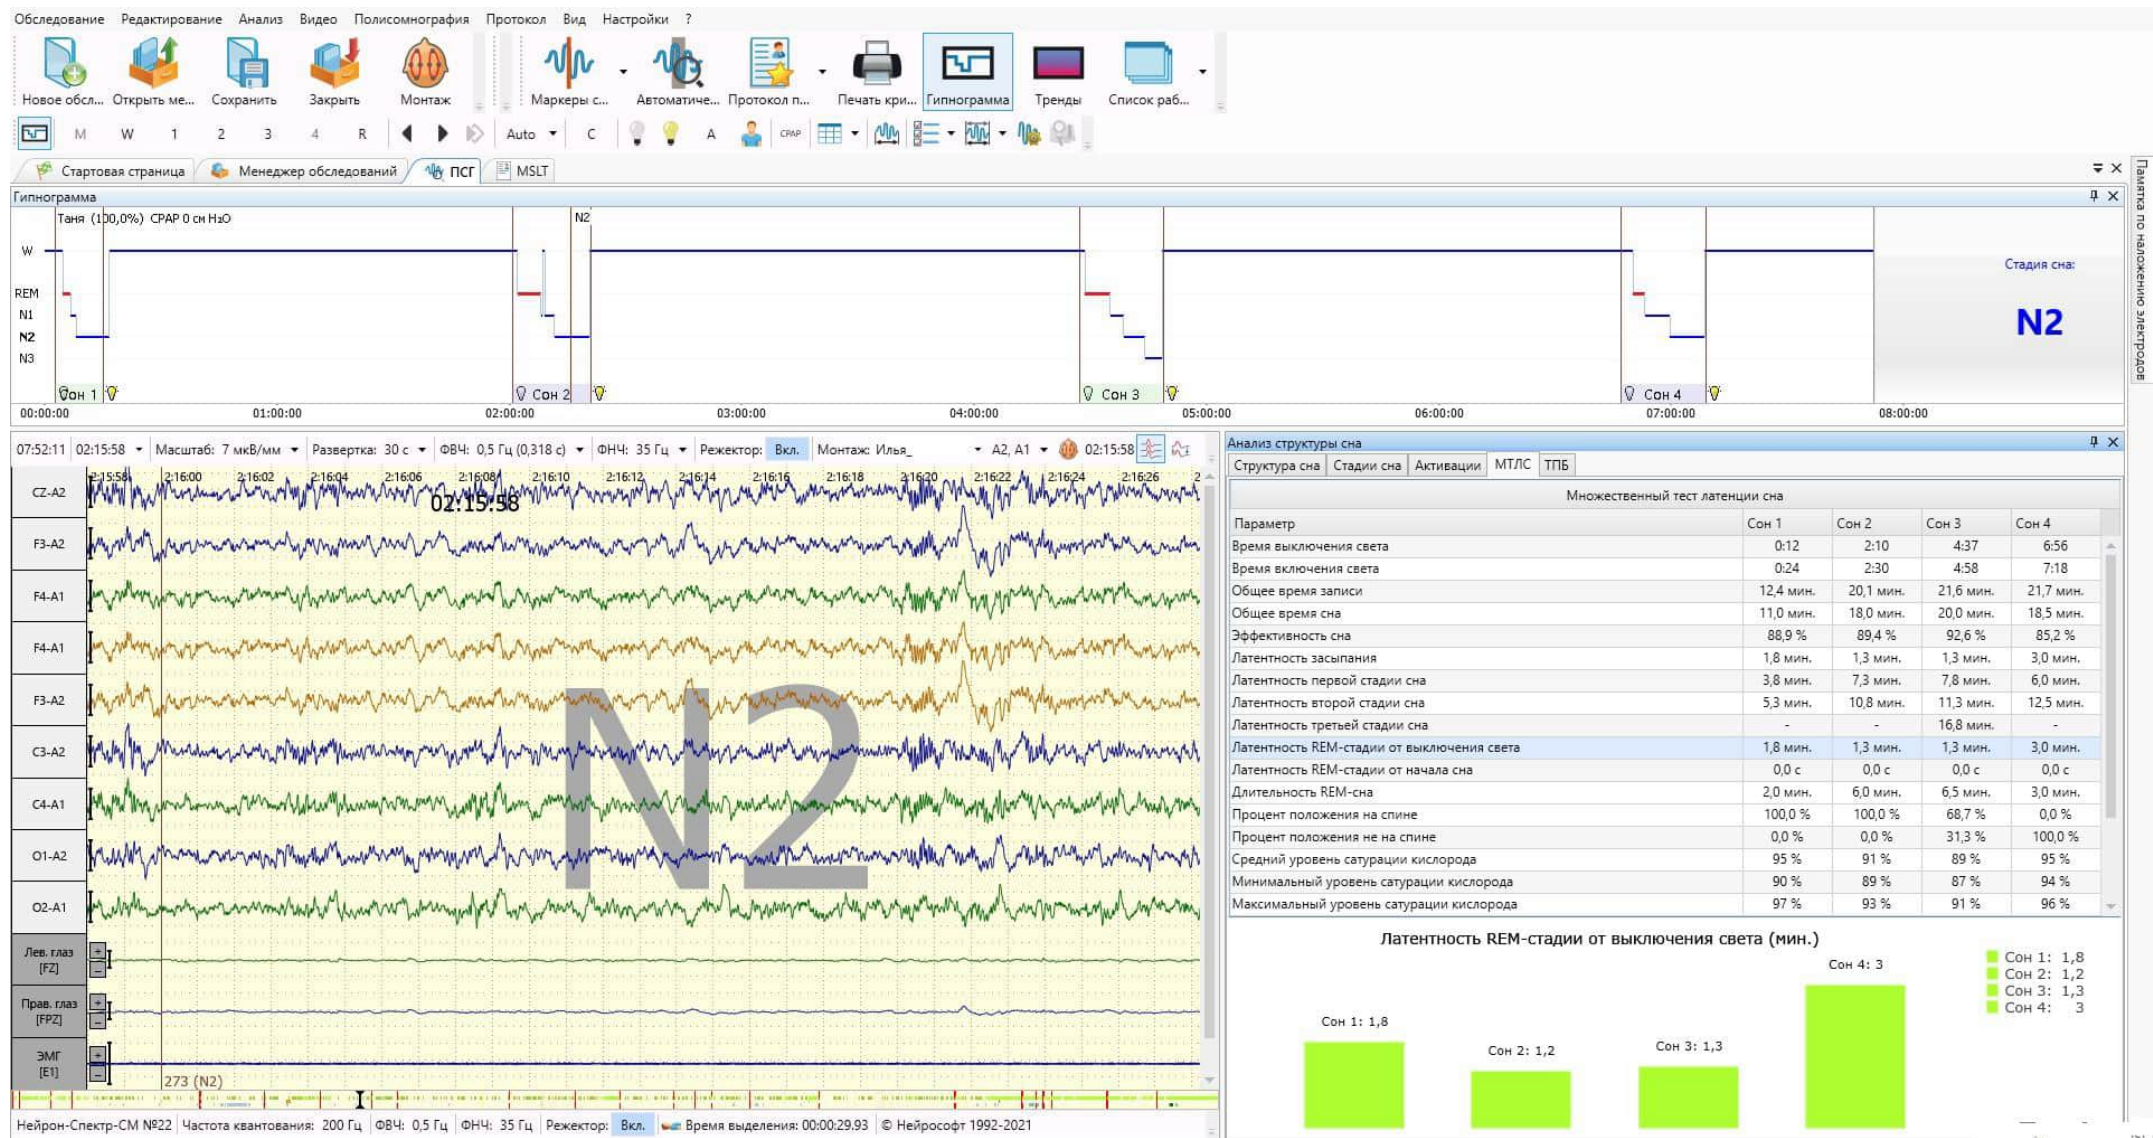 Обследование Редактирование Анализ Видео Полисомнография Протокол Вид Настройки ?
Новое обсл... Открыть ме... Сохранить Закрыть Монтаж Маркеры с... Автоматиче... Протокол п... Печать кри... Гипнограмма Тренды Список раб...
M W 1 2 3 4 R Auto C A CPAP
Стартовая страница Менеджер обследований ПСГ MSLT
Памятка по наложению электродов
Гипнограмма
Таня (100,0%) CPAP 0 см H2O N2
W
REM
N1
N2
N3
Стадия сна:
N2
Сон 1 Сон 2 Сон 3 Сон 4
00:00:00 01:00:00 02:00:00 03:00:00 04:00:00 05:00:00 06:00:00 07:00:00 08:00:00
07:52:11 02:15:58 Масштаб: 7 мкВ/мм Развертка: 30 с ФВЧ: 0,5 Гц (0,318 с) ФНЧ: 35 Гц Режектор: Вкл. Монтаж: Илья_ A2, A1 02:15:58
2:15:58 2:16:00 2:16:02 2:16:04 2:16:06 2:16:08 2:16:10 2:16:12 2:16:14 2:16:16 2:16:18 2:16:20 2:16:22 2:16:24 2:16:26 2
02:15:58
CZ-A2
F3-A2
F4-A1
F4-A1
F3-A2
C3-A2
C4-A1
O1-A2
O2-A1
Лев. глаз
[FZ]
Прав. глаз
[FPZ]
ЭМГ
[E1]
N2
273 (N2)
Анализ структуры сна
Структура сна Стадии сна Активации МТЛС ТПБ
Множественный тест латенции сна
Параметр Сон 1 Сон 2 Сон 3 Сон 4
Время выключения света 0:12 2:10 4:37 6:56
Время включения света 0:24 2:30 4:58 7:18
Общее время записи 12,4 мин. 20,1 мин. 21,6 мин. 21,7 мин.
Общее время сна 11,0 мин. 18,0 мин. 20,0 мин. 18,5 мин.
Эффективность сна 88,9 % 89,4 % 92,6 % 85,2 %
Латентность засыпания 1,8 мин. 1,3 мин. 1,3 мин. 3,0 мин.
Латентность первой стадии сна 3,8 мин. 7,3 мин. 7,8 мин. 6,0 мин.
Латентность второй стадии сна 5,3 мин. 10,8 мин. 11,3 мин. 12,5 мин.
Латентность третьей стадии сна - - 16,8 мин. -
Латентность REM-стадии от выключения света 1,8 мин. 1,3 мин. 1,3 мин. 3,0 мин.
Латентность REM-стадии от начала сна 0,0 с 0,0 с 0,0 с 0,0 с
Длительность REM-сна 2,0 мин. 6,0 мин. 6,5 мин. 3,0 мин.
Процент положения на спине 100,0 % 100,0 % 68,7 % 0,0 %
Процент положения не на спине 0,0 % 0,0 % 31,3 % 100,0 %
Средний уровень сатурации кислорода 95 % 91 % 89 % 95 %
Минимальный уровень сатурации кислорода 90 % 89 % 87 % 94 %
Максимальный уровень сатурации кислорода 97 % 93 % 91 % 96 %
Латентность REM-стадии от выключения света (мин.)
Сон 1: 1,8
Сон 2: 1,2
Сон 3: 1,3
Сон 4: 3
Сон 1: 1,8
Сон 2: 1,2
Сон 3: 1,3
Сон 4: 3
Нейрон-Спектр-СМ №22 Частота квантования: 200 Гц ФВЧ: 0,5 Гц ФНЧ: 35 Гц Режектор: Вкл. Время выделения: 00:00:29.93 © Нейрософт 1992-2021